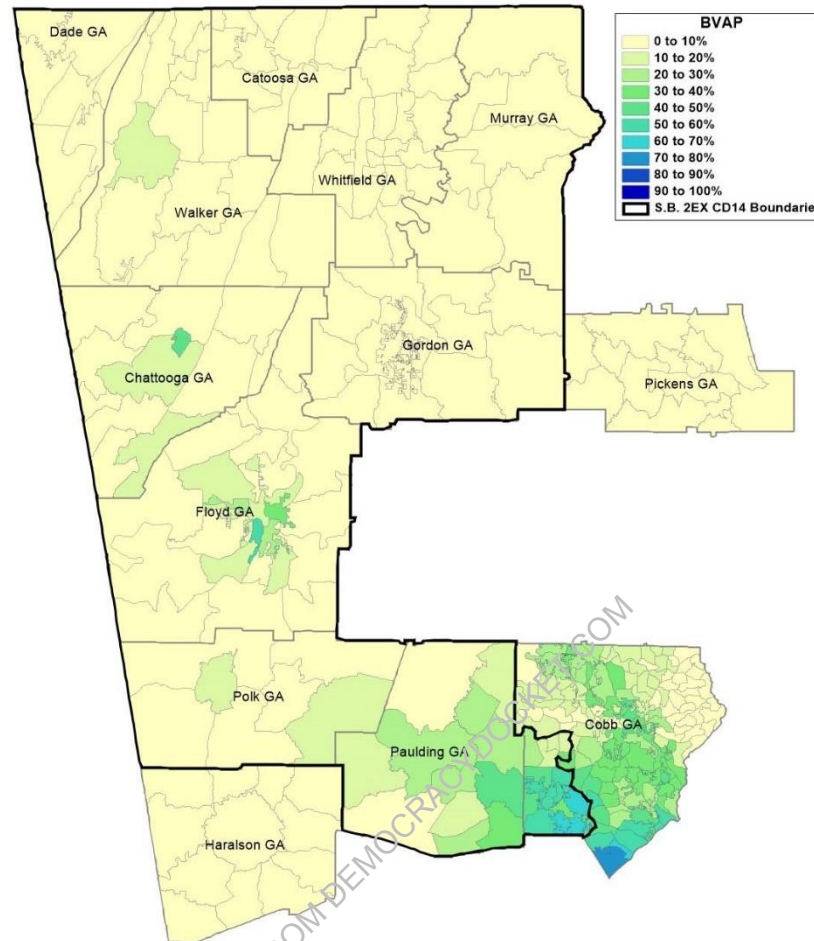 BVAP
0 to 10%
10 to 20%
20 to 30%
30 to 40%
40 to 50%
50 to 60%
60 to 70%
70 to 80%
80 to 90%
90 to 100%
S.B. 2EX CD14 Boundarie
Dade GA
Catoosa GA
Murray GA
Whitfield GA
Walker GA
Gordon GA
Chattooga GA
Pickens GA
Floyd GA
Polk GA
Cobb GA
Paulding GA
Haralson GA
OM DEMOCRACYDOCKET.COM